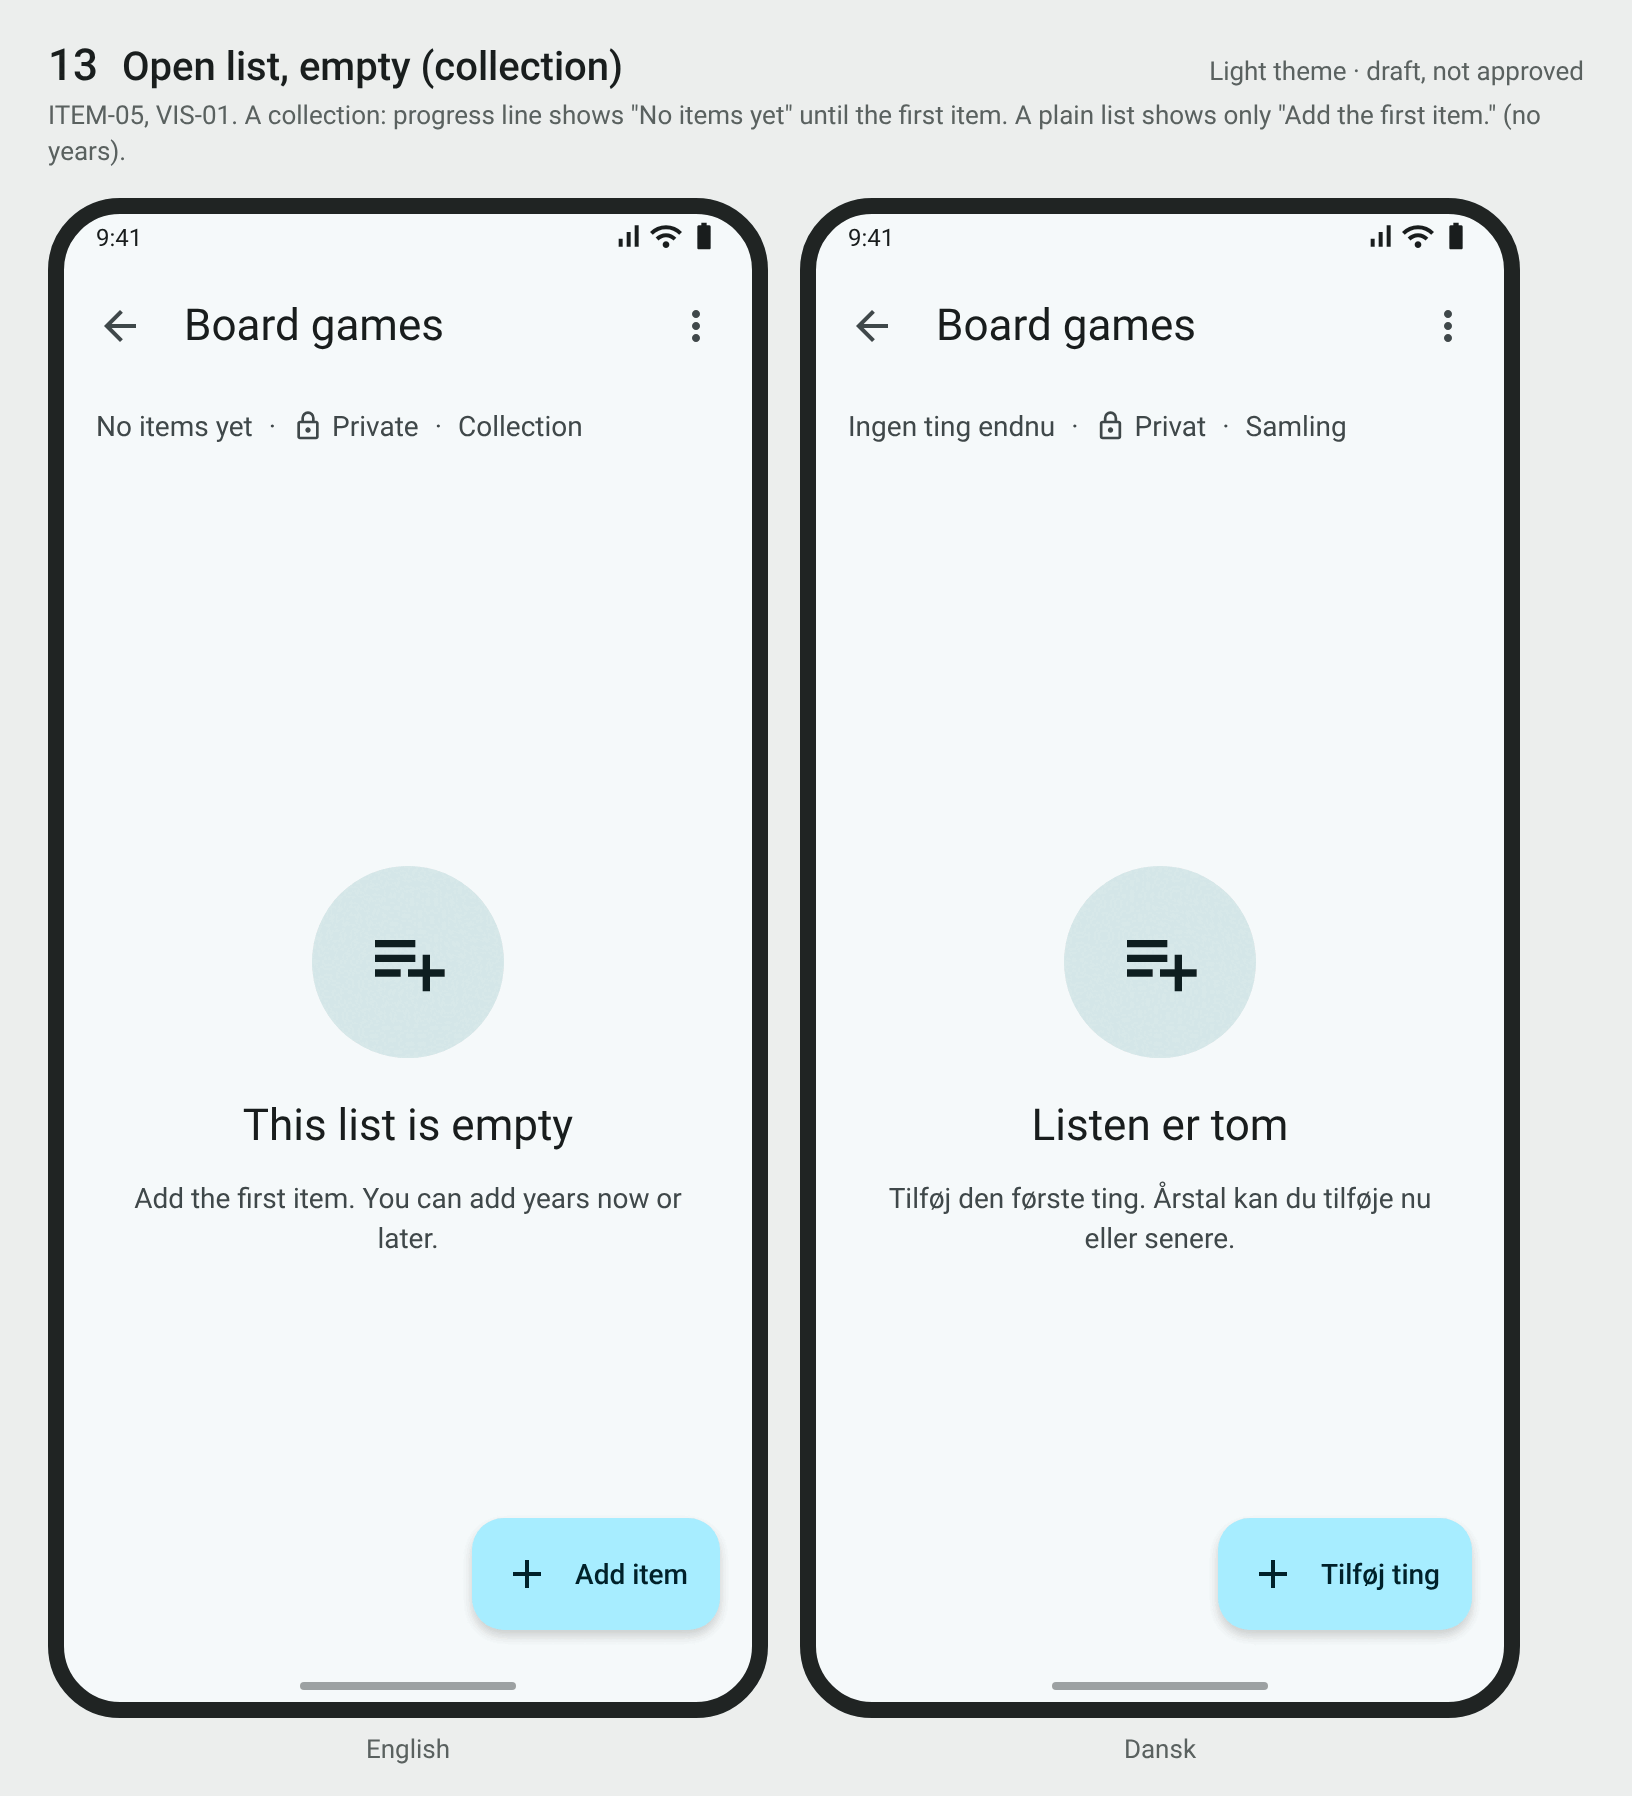 13 Open list, empty (collection)
Light theme · draft, not approved
ITEM-05, VIS-01. A collection: progress line shows "No items yet" until the first item. A plain list shows only "Add the first item." (no
years).
9:41
Board games
No items yet · Private · Collection
This list is empty
Add the first item. You can add years now or
later.
Add item
English
9:41
Board games
Ingen ting endnu · Privat · Samling
Listen er tom
Tilføj den første ting. Årstal kan du tilføje nu
eller senere.
Tilføj ting
Dansk